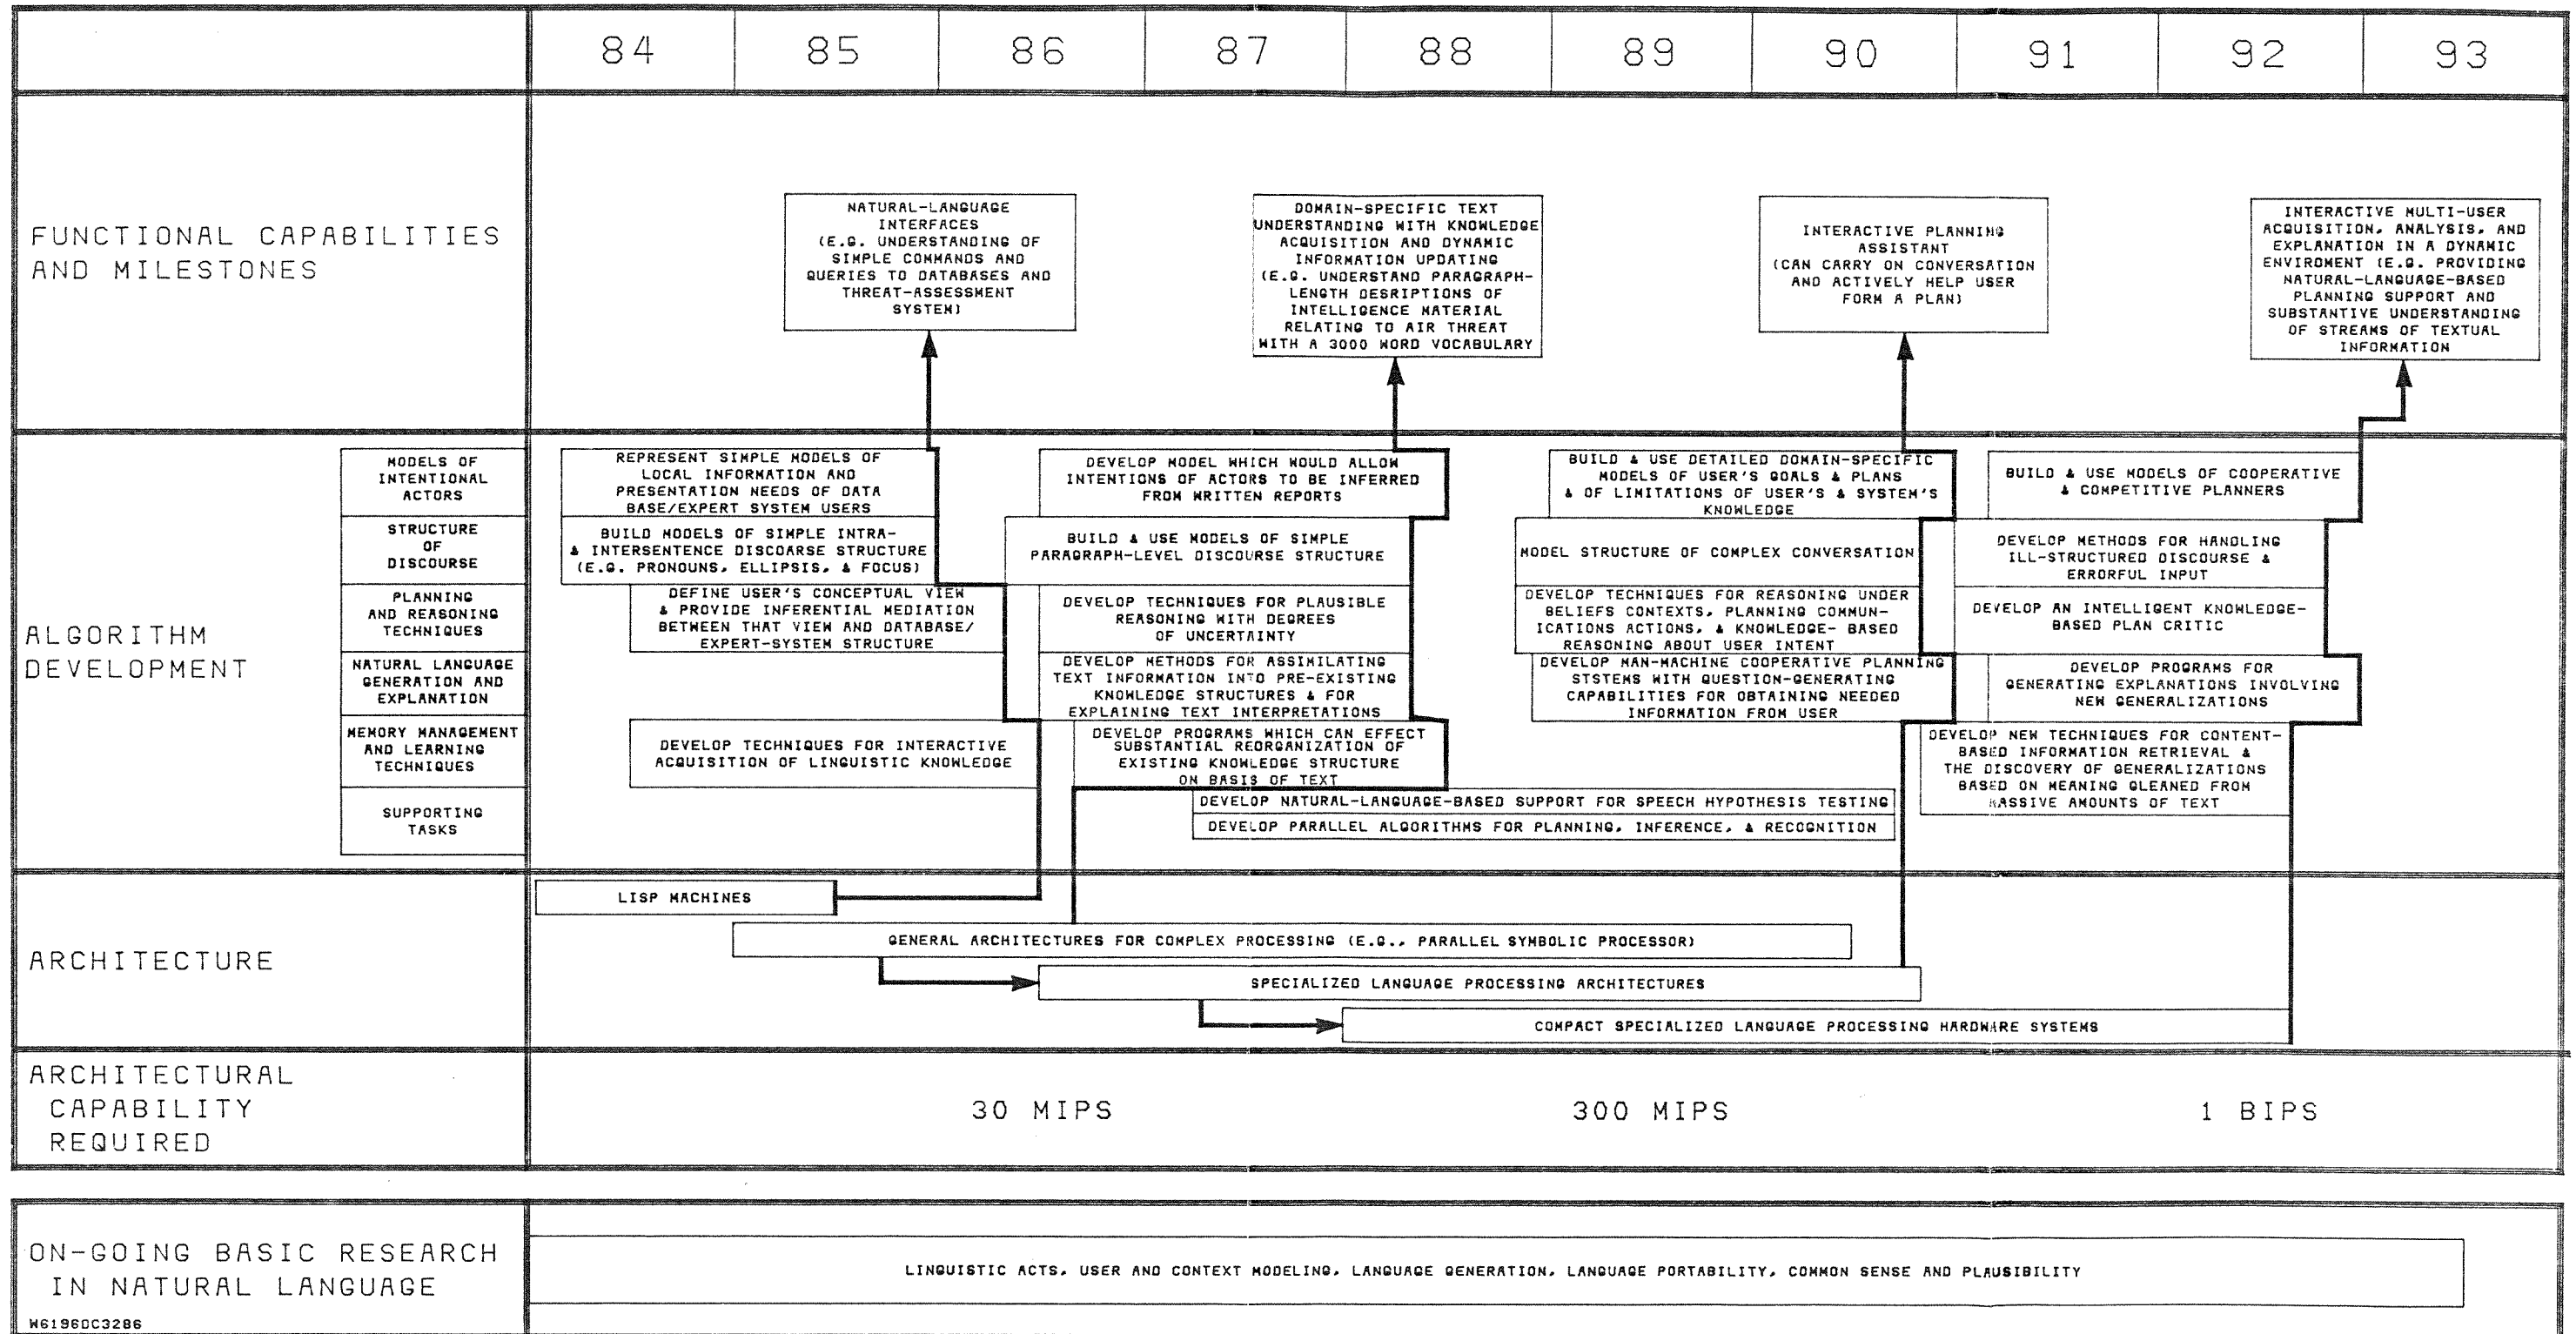 84 85 86 87 88 89 90 91 92 93
FUNCTIONAL CAPABILITIES
AND MILESTONES
NATURAL-LANGUAGE
INTERFACES
(E.G. UNDERSTANDING OF
SIMPLE COMMANDS AND
QUERIES TO DATABASES AND
THREAT-ASSESSMENT
SYSTEM)
DOMAIN-SPECIFIC TEXT
UNDERSTANDING WITH KNOWLEDGE
ACQUISITION AND DYNAMIC
INFORMATION UPDATING
(E.G. UNDERSTAND PARAGRAPH-
LENGTH DESRIPTIONS OF
INTELLIGENCE MATERIAL
RELATING TO AIR THREAT
WITH A 3000 WORD VOCABULARY
INTERACTIVE PLANNING
ASSISTANT
(CAN CARRY ON CONVERSATION
AND ACTIVELY HELP USER
FORM A PLAN)
INTERACTIVE MULTI-USER
ACQUISITION, ANALYSIS, AND
EXPLANATION IN A DYNAMIC
ENVIROMENT (E.G. PROVIDING
NATURAL-LANGUAGE-BASED
PLANNING SUPPORT AND
SUBSTANTIVE UNDERSTANDING
OF STREAMS OF TEXTUAL
INFORMATION
ALGORITHM
DEVELOPMENT
MODELS OF
INTENTIONAL
ACTORS
REPRESENT SIMPLE MODELS OF
LOCAL INFORMATION AND
PRESENTATION NEEDS OF DATA
BASE/EXPERT SYSTEM USERS
DEVELOP MODEL WHICH WOULD ALLOW
INTENTIONS OF ACTORS TO BE INFERRED
FROM WRITTEN REPORTS
BUILD & USE DETAILED DOMAIN-SPECIFIC
MODELS OF USER'S GOALS & PLANS
& OF LIMITATIONS OF USER'S & SYSTEM'S
KNOWLEDGE
BUILD & USE MODELS OF COOPERATIVE
& COMPETITIVE PLANNERS
STRUCTURE
OF
DISCOURSE
BUILD MODELS OF SIMPLE INTRA-
& INTERSENTENCE DISCOARSE STRUCTURE
(E.G. PRONOUNS, ELLIPSIS, & FOCUS)
BUILD & USE MODELS OF SIMPLE
PARAGRAPH-LEVEL DISCOURSE STRUCTURE
MODEL STRUCTURE OF COMPLEX CONVERSATION
DEVELOP METHODS FOR HANDLING
ILL-STRUCTURED DISCOURSE &
ERRORFUL INPUT
PLANNING
AND REASONING
TECHNIQUES
DEFINE USER'S CONCEPTUAL VIEW
& PROVIDE INFERENTIAL MEDIATION
BETWEEN THAT VIEW AND DATABASE/
EXPERT-SYSTEM STRUCTURE
DEVELOP TECHNIQUES FOR PLAUSIBLE
REASONING WITH DEGREES
OF UNCERTAINTY
DEVELOP TECHNIQUES FOR REASONING UNDER
BELIEFS CONTEXTS, PLANNING COMMUN-
ICATIONS ACTIONS, & KNOWLEDGE- BASED
REASONING ABOUT USER INTENT
DEVELOP AN INTELLIGENT KNOWLEDGE-
BASED PLAN CRITIC
NATURAL LANGUAGE
GENERATION AND
EXPLANATION
DEVELOP METHODS FOR ASSIMILATING
TEXT INFORMATION INTO PRE-EXISTING
KNOWLEDGE STRUCTURES & FOR
EXPLAINING TEXT INTERPRETATIONS
DEVELOP MAN-MACHINE COOPERATIVE PLANNING
STSTEMS WITH QUESTION-GENERATING
CAPABILITIES FOR OBTAINING NEEDED
INFORMATION FROM USER
DEVELOP PROGRAMS FOR
GENERATING EXPLANATIONS INVOLVING
NEW GENERALIZATIONS
MEMORY MANAGEMENT
AND LEARNING
TECHNIQUES
DEVELOP TECHNIQUES FOR INTERACTIVE
ACQUISITION OF LINGUISTIC KNOWLEDGE
DEVELOP PROGRAMS WHICH CAN EFFECT
SUBSTANTIAL REORGANIZATION OF
EXISTING KNOWLEDGE STRUCTURE
ON BASIS OF TEXT
DEVELOP NEW TECHNIQUES FOR CONTENT-
BASED INFORMATION RETRIEVAL &
THE DISCOVERY OF GENERALIZATIONS
BASED ON MEANING GLEANED FROM
MASSIVE AMOUNTS OF TEXT
SUPPORTING
TASKS
DEVELOP NATURAL-LANGUAGE-BASED SUPPORT FOR SPEECH HYPOTHESIS TESTING
DEVELOP PARALLEL ALGORITHMS FOR PLANNING, INFERENCE, & RECOGNITION
ARCHITECTURE
LISP MACHINES
GENERAL ARCHITECTURES FOR COMPLEX PROCESSING (E.G., PARALLEL SYMBOLIC PROCESSOR)
SPECIALIZED LANGUAGE PROCESSING ARCHITECTURES
COMPACT SPECIALIZED LANGUAGE PROCESSING HARDWARE SYSTEMS
ARCHITECTURAL
CAPABILITY
REQUIRED
30 MIPS 300 MIPS 1 BIPS
ON-GOING BASIC RESEARCH
IN NATURAL LANGUAGE
LINGUISTIC ACTS, USER AND CONTEXT MODELING, LANGUAGE GENERATION, LANGUAGE PORTABILITY, COMMON SENSE AND PLAUSIBILITY
W6196DC3286